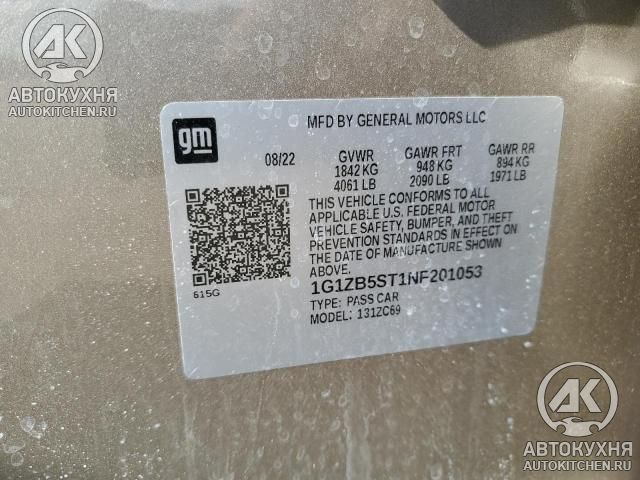 АК
АВТОКУХНЯ
AUTOKITCHEN.RU
gm
MFD BY GENERAL MOTORS LLC
08/22
GVWR
1842 KG
4061 LB
GAWR FRT
948 KG
2090 LB
GAWR RR
894 KG
1971 LB
THIS VEHICLE CONFORMS TO ALL
APPLICABLE U.S. FEDERAL MOTOR
VEHICLE SAFETY, BUMPER, AND THEFT
PREVENTION STANDARDS IN EFFECT ON
THE DATE OF MANUFACTURE SHOWN
ABOVE.
615G
1G1ZB5ST1NF201053
TYPE: PASS CAR
MODEL: 131ZC69
АК
АВТОКУХНЯ
AUTOKITCHEN.RU